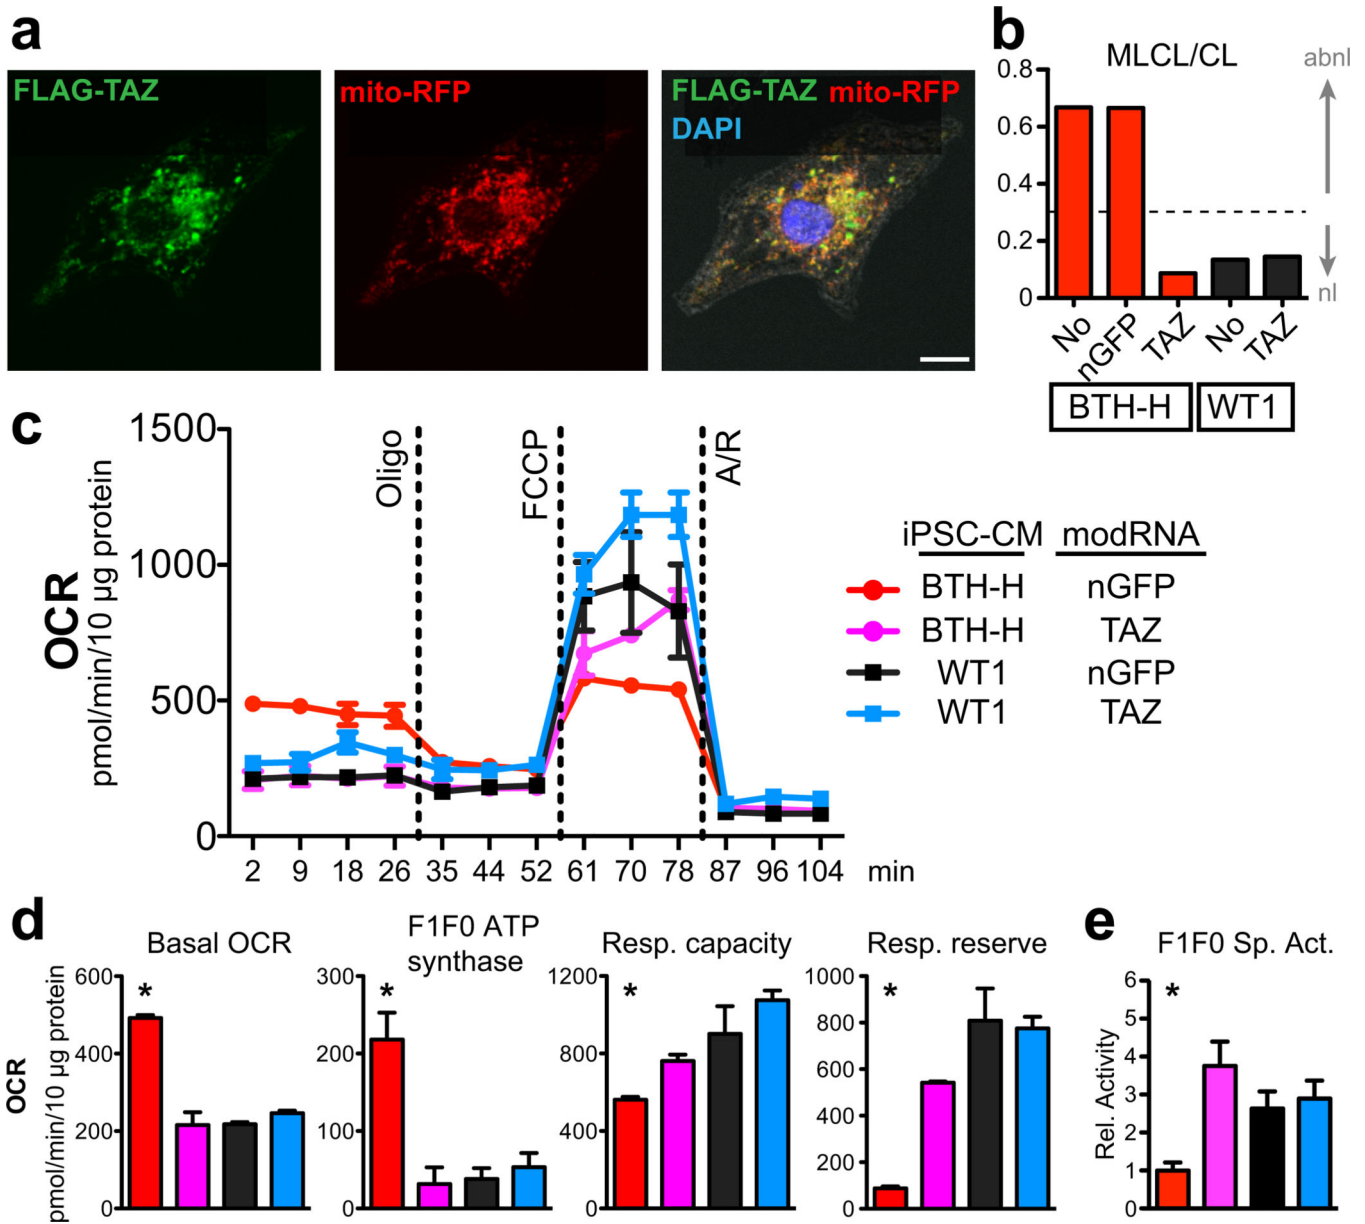 a
FLAG-TAZ
mito-RFP
FLAG-TAZ mito-RFP
DAPI
b
MLCL/CL
abnl
nl
0.8
0.6
0.4
0.2
0
No
nGFP
TAZ
No
TAZ
BTH-H
WT1
c
OCR
pmol/min/10 µg protein
1500
1000
500
0
Oligo
FCCP
A/R
2 9 18 26 35 44 52 61 70 78 87 96 104 min
iPSC-CM modRNA
BTH-H nGFP
BTH-H TAZ
WT1 nGFP
WT1 TAZ
d
OCR
pmol/min/10 µg protein
Basal OCR
600
400
200
0
*
F1F0 ATP
synthase
300
200
100
0
*
Resp. capacity
1200
800
400
0
*
Resp. reserve
1000
800
600
400
200
0
*
e
F1F0 Sp. Act.
Rel. Activity
6
5
4
3
2
1
0
*